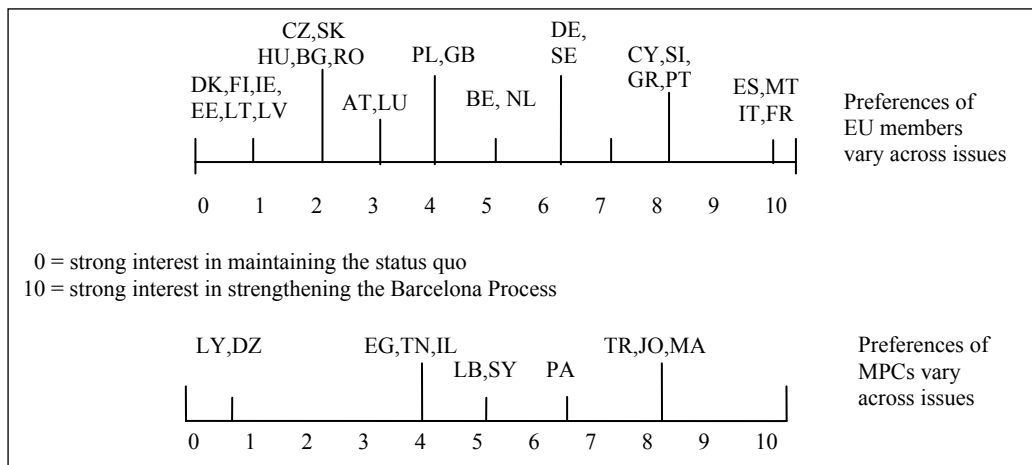 CZ,SK
HU,BG,RO
DK,FI,IE,
EE,LT,LV
AT,LU
PL,GB
BE, NL
DE,
SE
CY,SI,
GR,PT
ES,MT
IT,FR
Preferences of
EU members
vary across issues
0 1 2 3 4 5 6 7 8 9 10
0 = strong interest in maintaining the status quo
10 = strong interest in strengthening the Barcelona Process
LY,DZ
EG,TN,IL
LB,SY
PA
TR,JO,MA
Preferences of
MPCs vary
across issues
0 1 2 3 4 5 6 7 8 9 10